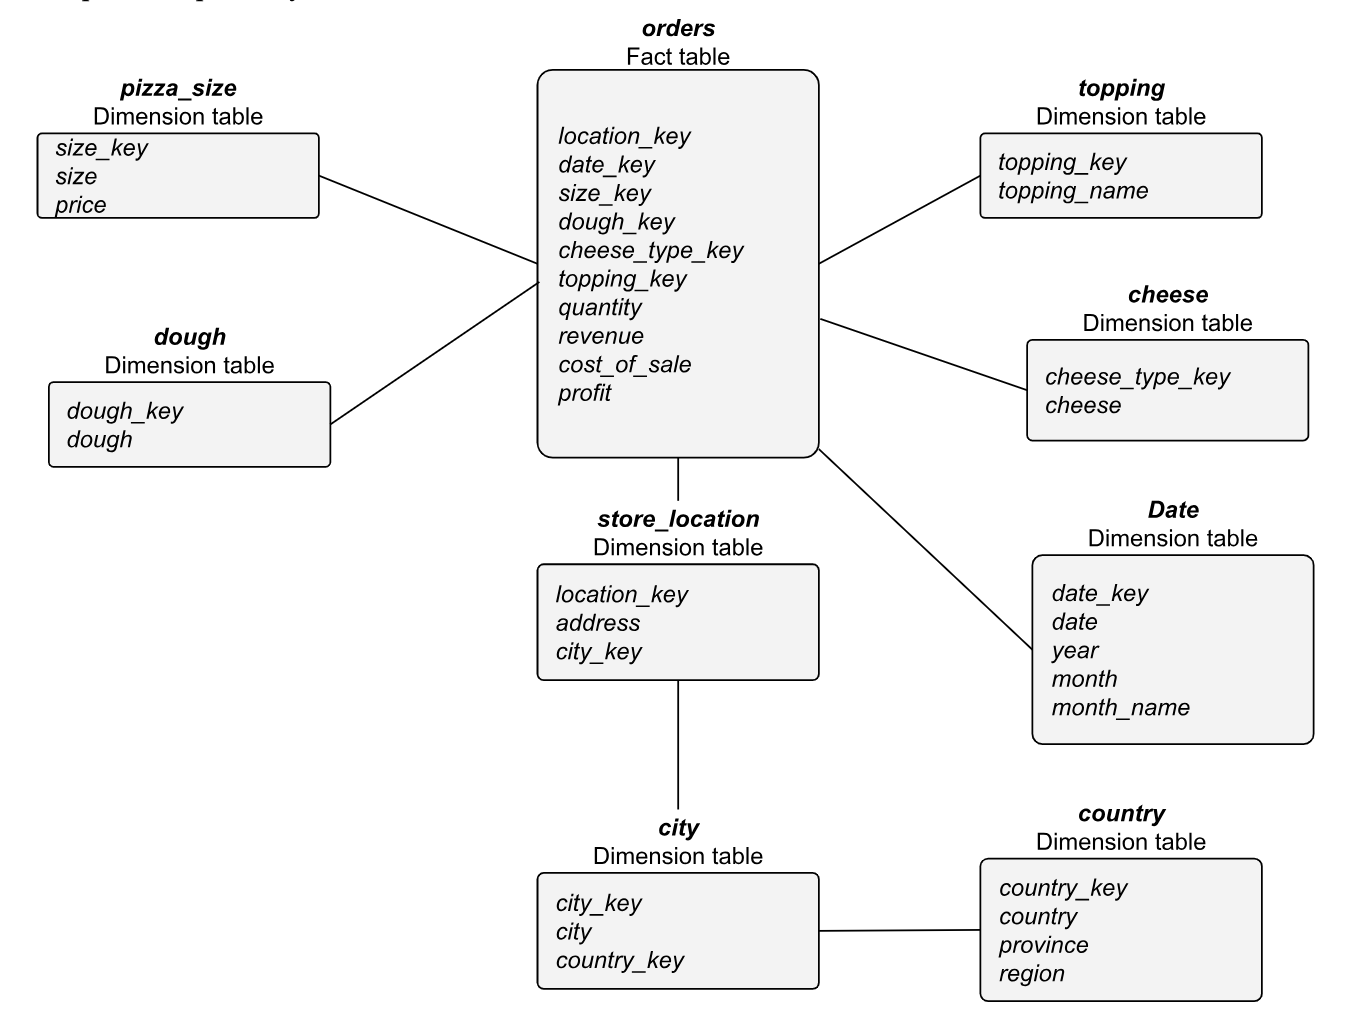 orders
Fact table
location_key
date_key
size_key
dough_key
cheese_type_key
topping_key
quantity
revenue
cost_of_sale
profit
pizza_size
Dimension table
size_key
size
price
topping
Dimension table
topping_key
topping_name
dough
Dimension table
dough_key
dough
cheese
Dimension table
cheese_type_key
cheese
store_location
Dimension table
location_key
address
city_key
Date
Dimension table
date_key
date
year
month
month_name
city
Dimension table
city_key
city
country_key
country
Dimension table
country_key
country
province
region